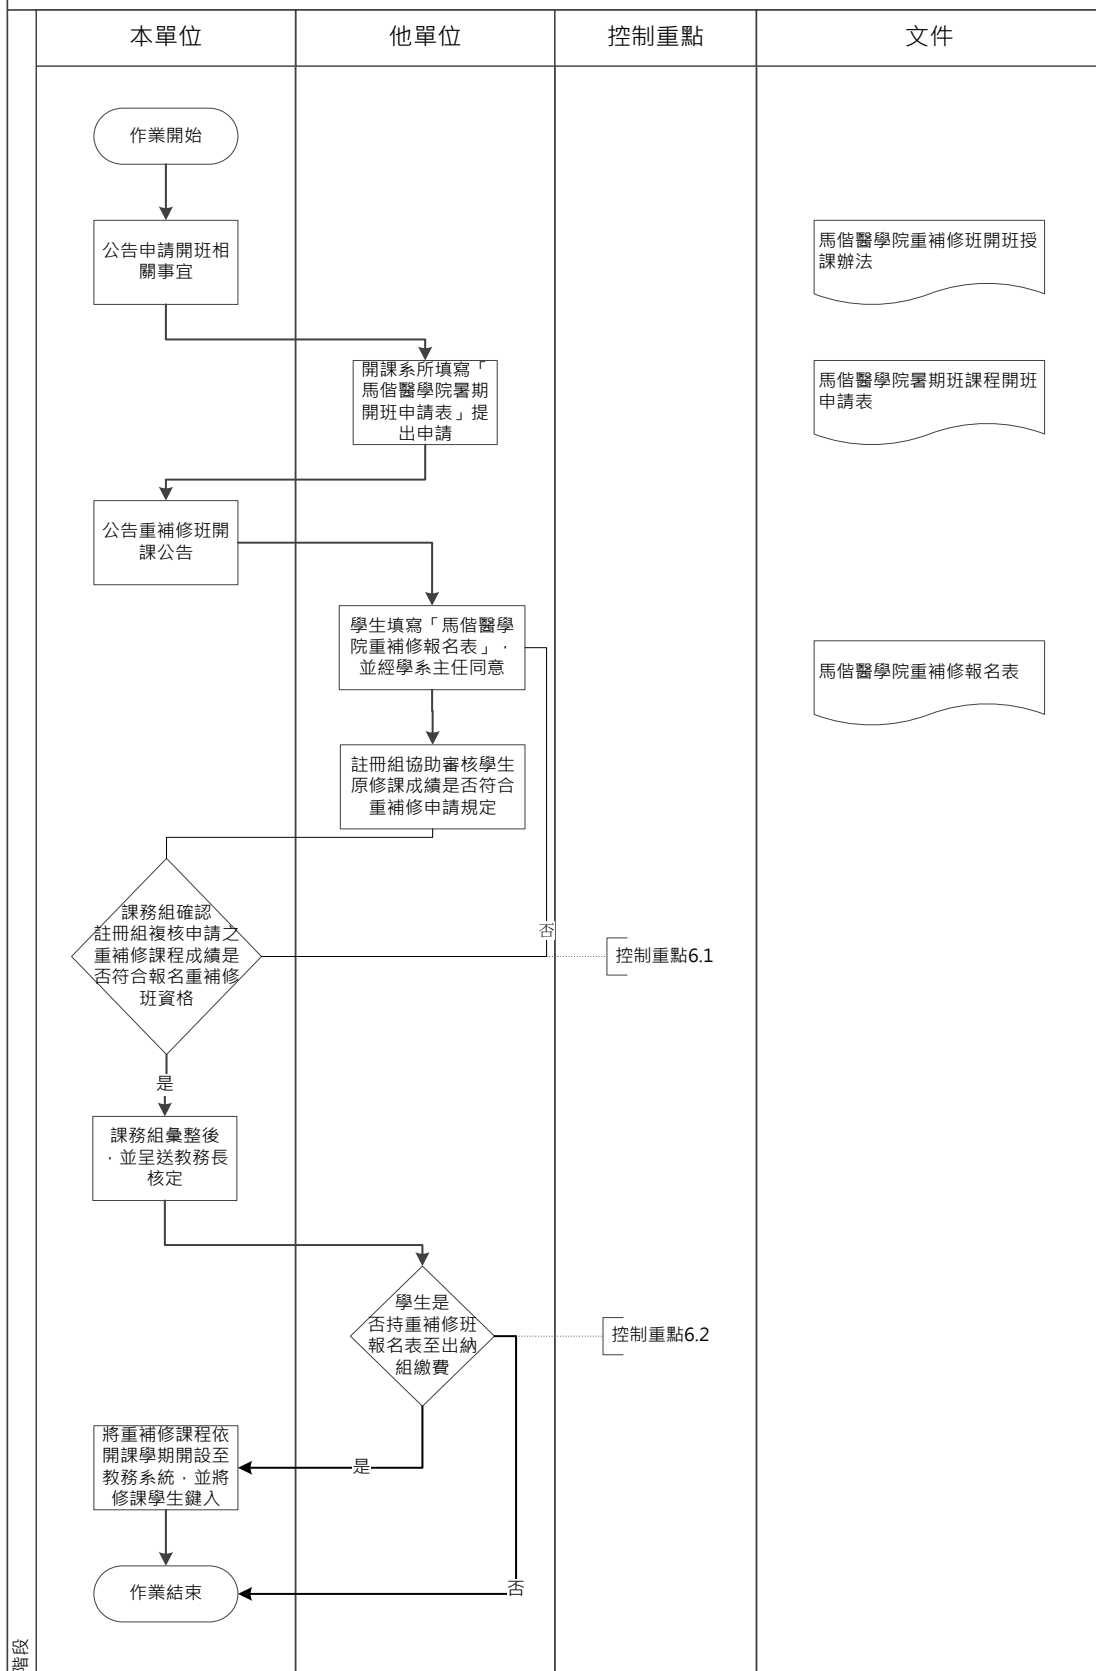 本單位
他單位
控制重點
文件
作業開始
公告申請開班相
關事宜
馬偕醫學院重補修班開班授
課辦法
開課系所填寫「
馬偕醫學院暑期
開班申請表」提
出申請
馬偕醫學院暑期班課程開班
申請表
公告重補修班開
課公告
學生填寫「馬偕醫學
院重補修報名表」，
並經學系主任同意
馬偕醫學院重補修報名表
註冊組協助審核學生
原修課成績是否符合
重補修申請規定
課務組確認
註冊組複核申請之
重補修課程成績是
否符合報名重補修
班資格
否
控制重點6.1
是
課務組彙整後
，並呈送教務長
核定
學生是
否持重補修班
報名表至出納
組繳費
控制重點6.2
將重補修課程依
開課學期開設至
教務系統，並將
修課學生鍵入
是
作業結束
否
階段